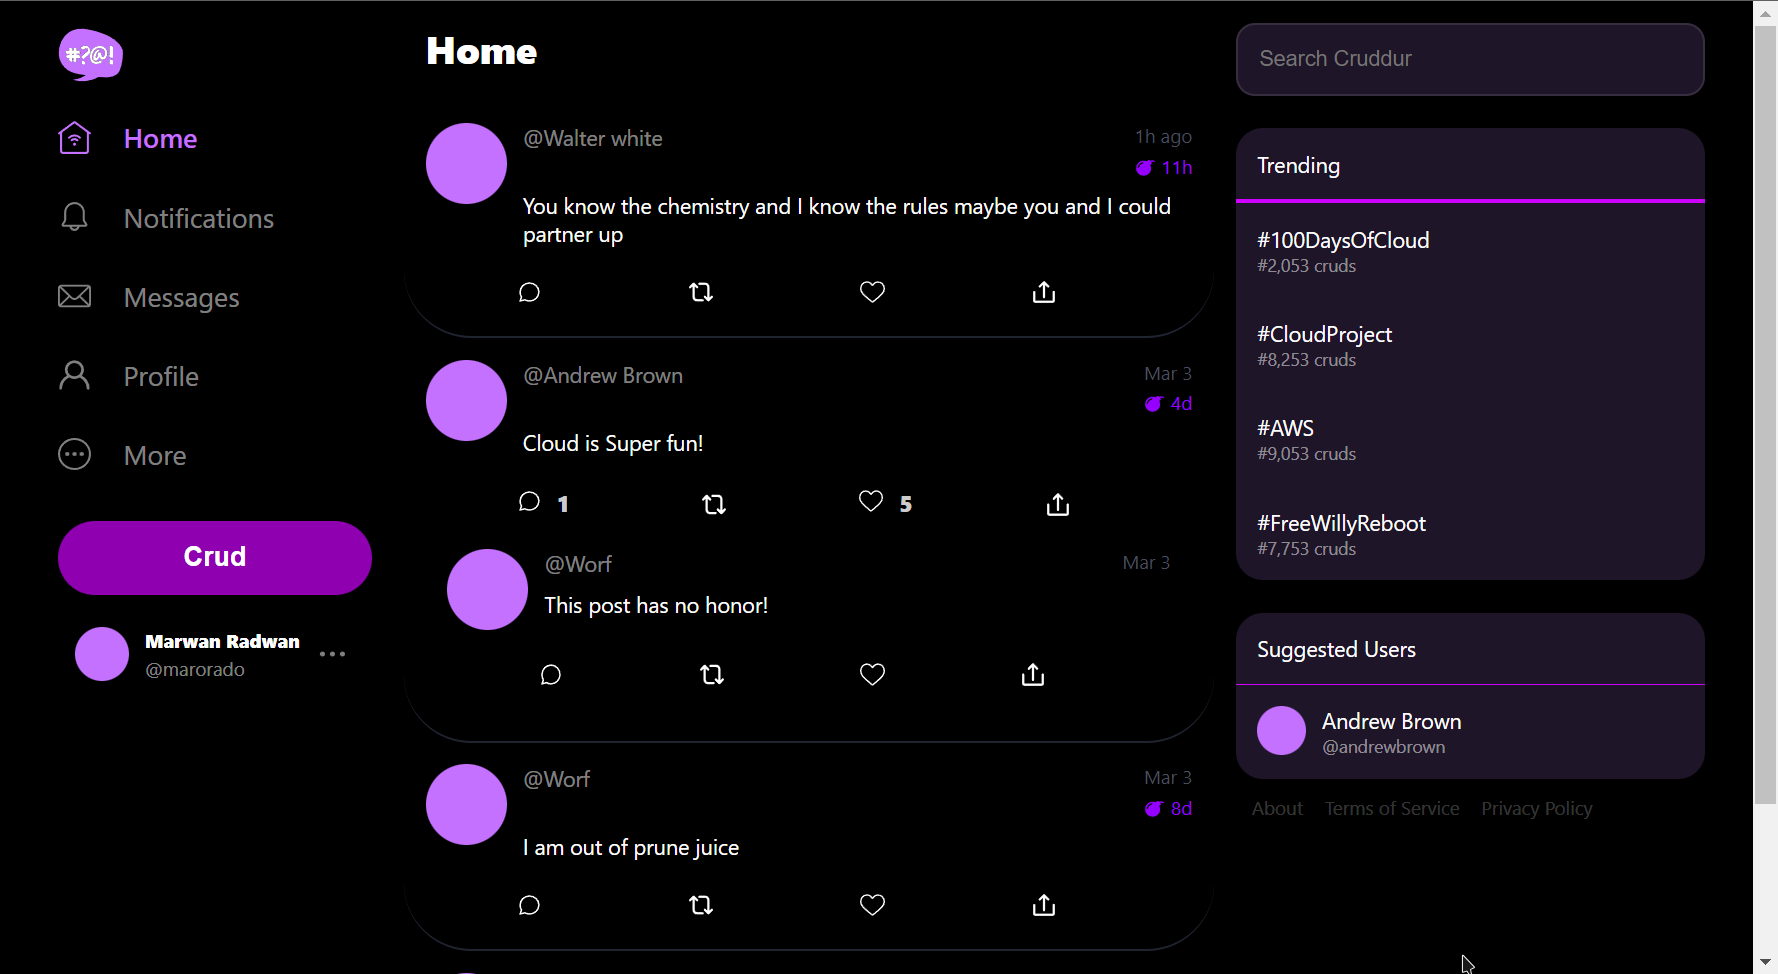 #?@!
Home
Notifications
Messages
Profile
More
Crud
Marwan Radwan
@marorado
Home
@Walter white
1h ago
11h
You know the chemistry and I know the rules maybe you and I could
partner up
@Andrew Brown
Mar 3
4d
Cloud is Super fun!
1
5
@Worf
Mar 3
This post has no honor!
@Worf
Mar 3
8d
I am out of prune juice
Search Cruddur
Trending
#100DaysOfCloud
#2,053 cruds
#CloudProject
#8,253 cruds
#AWS
#9,053 cruds
#FreeWillyReboot
#7,753 cruds
Suggested Users
Andrew Brown
@andrewbrown
About Terms of Service Privacy Policy